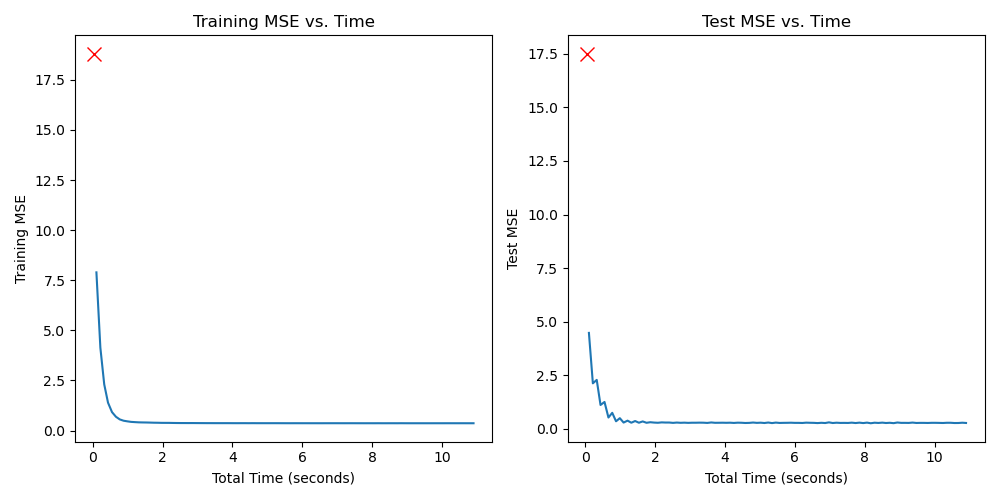 Training MSE vs. Time
Training MSE
17.5
15.0
12.5
10.0
7.5
5.0
2.5
0.0
0 2 4 6 8 10
Total Time (seconds)
Test MSE vs. Time
Test MSE
17.5
15.0
12.5
10.0
7.5
5.0
2.5
0.0
0 2 4 6 8 10
Total Time (seconds)